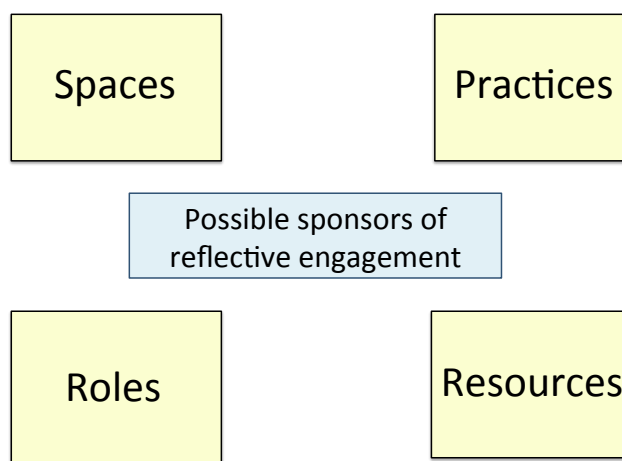 Spaces
Practices
Possible sponsors of
reflective engagement
Roles
Resources